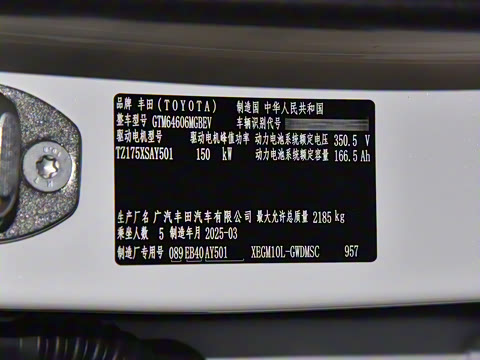 品牌 丰田(TOYOTA) 制造国 中华人民共和国
整车型号 GTM64606MGBEV 车辆识别代号
驱动电机型号 驱动电机峰值功率 动力电池系统额定电压 350.5 V
TZ175XSAY501 150 kW 动力电池系统额定容量 166.5 Ah
生产厂名 广汽丰田汽车有限公司 最大允许总质量 2185 kg
乘坐人数 5 制造年月 2025-03
制造厂专用号 089 EB40 AY501 XEGM10L-GWDMSC 957